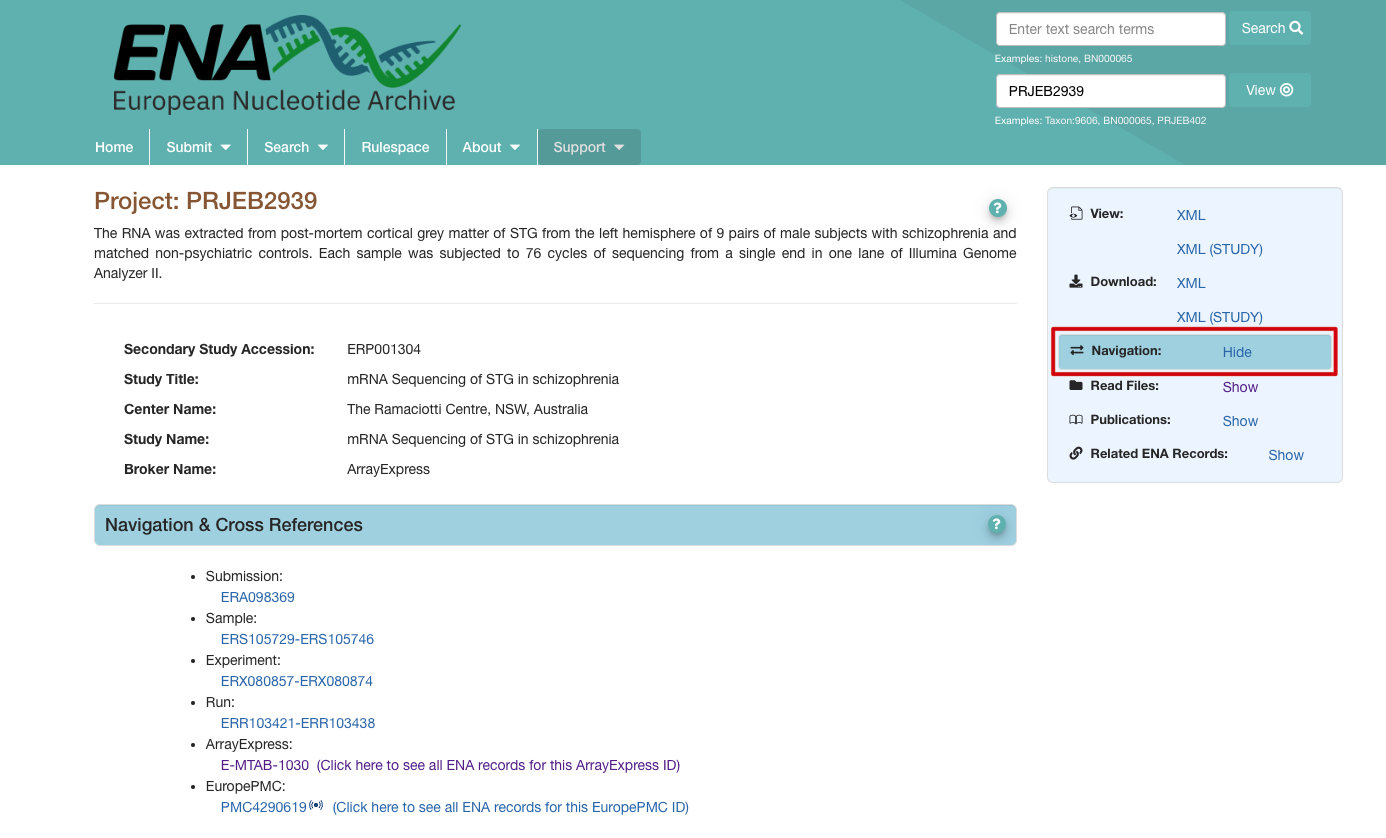 ENA
European Nucleotide Archive
Enter text search terms
Search
Examples: histone, BN000065
PRJEB2939
View
Examples: Taxon:9606, BN000065, PRJEB402
Home Submit Search Rulespace About Support
Project: PRJEB2939
?
The RNA was extracted from post-mortem cortical grey matter of STG from the left hemisphere of 9 pairs of male subjects with schizophrenia and
matched non-psychiatric controls. Each sample was subjected to 76 cycles of sequencing from a single end in one lane of Illumina Genome
Analyzer II.
Secondary Study Accession: ERP001304
Study Title: mRNA Sequencing of STG in schizophrenia
Center Name: The Ramaciotti Centre, NSW, Australia
Study Name: mRNA Sequencing of STG in schizophrenia
Broker Name: ArrayExpress
Navigation & Cross References
?
• Submission:
ERA098369
• Sample:
ERS105729-ERS105746
• Experiment:
ERX080857-ERX080874
• Run:
ERR103421-ERR103438
• ArrayExpress:
E-MTAB-1030 (Click here to see all ENA records for this ArrayExpress ID)
• EuropePMC:
PMC4290619 (Click here to see all ENA records for this EuropePMC ID)
View: XML
XML (STUDY)
Download: XML
XML (STUDY)
Navigation: Hide
Read Files: Show
Publications: Show
Related ENA Records: Show